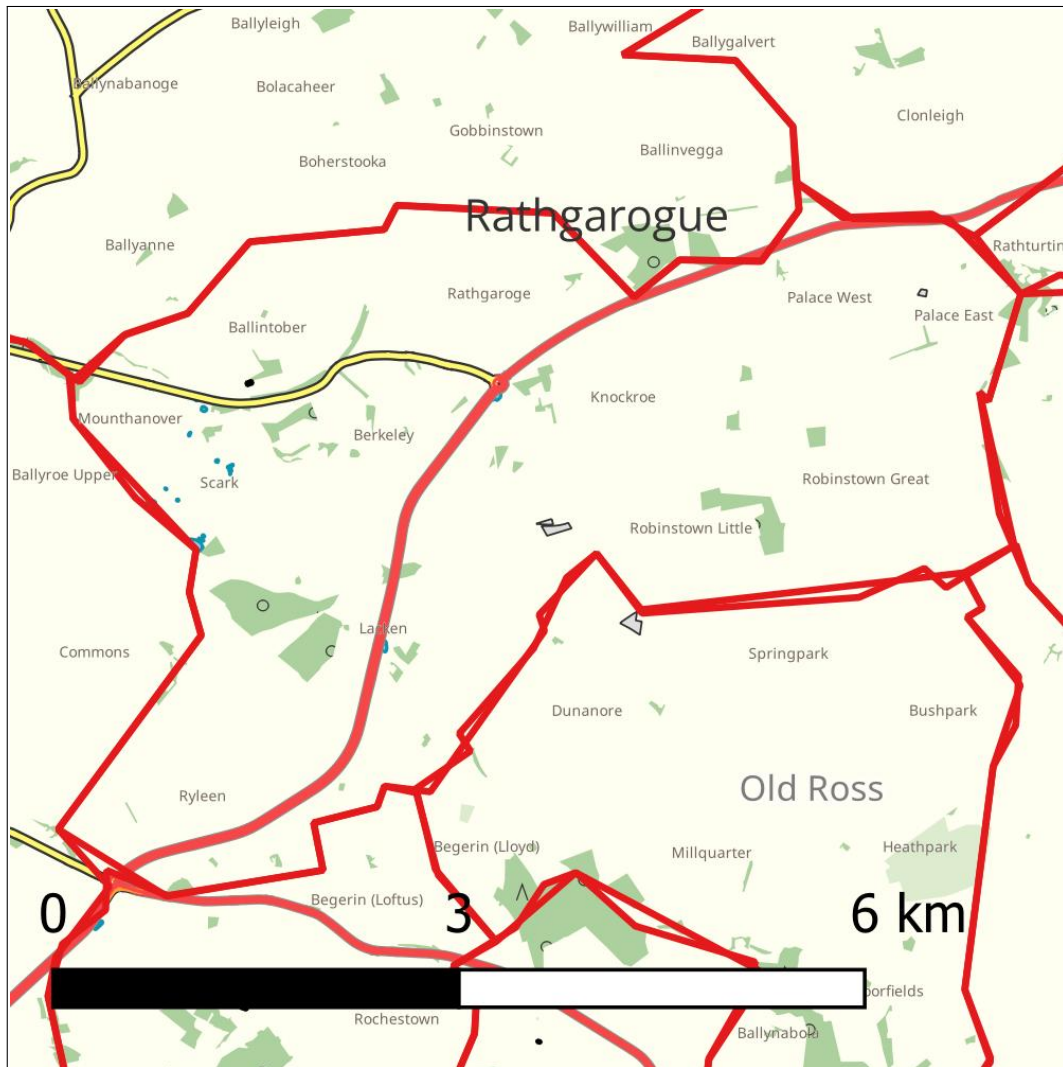 Ballyleigh
Ballywilliam
Ballygalvert
Ballynabanoge
Bolacaheer
Clonleigh
Gobbinstown
Ballinvegga
Boherstooka
Rathgarogue
Ballyanne
Rathturtin
Rathgaroge
Palace West
Palace East
Ballintober
Knockroe
Mounthanover
Berkeley
Ballyroe Upper
Scark
Robinstown Great
Robinstown Little
Lacken
Commons
Springpark
Dunanore
Bushpark
Old Ross
Ryleen
Begerin (Lloyd)
Millquarter
Heathpark
Begerin (Loftus)
0 3 6 km
oorfields
Rochestown
Ballynabola